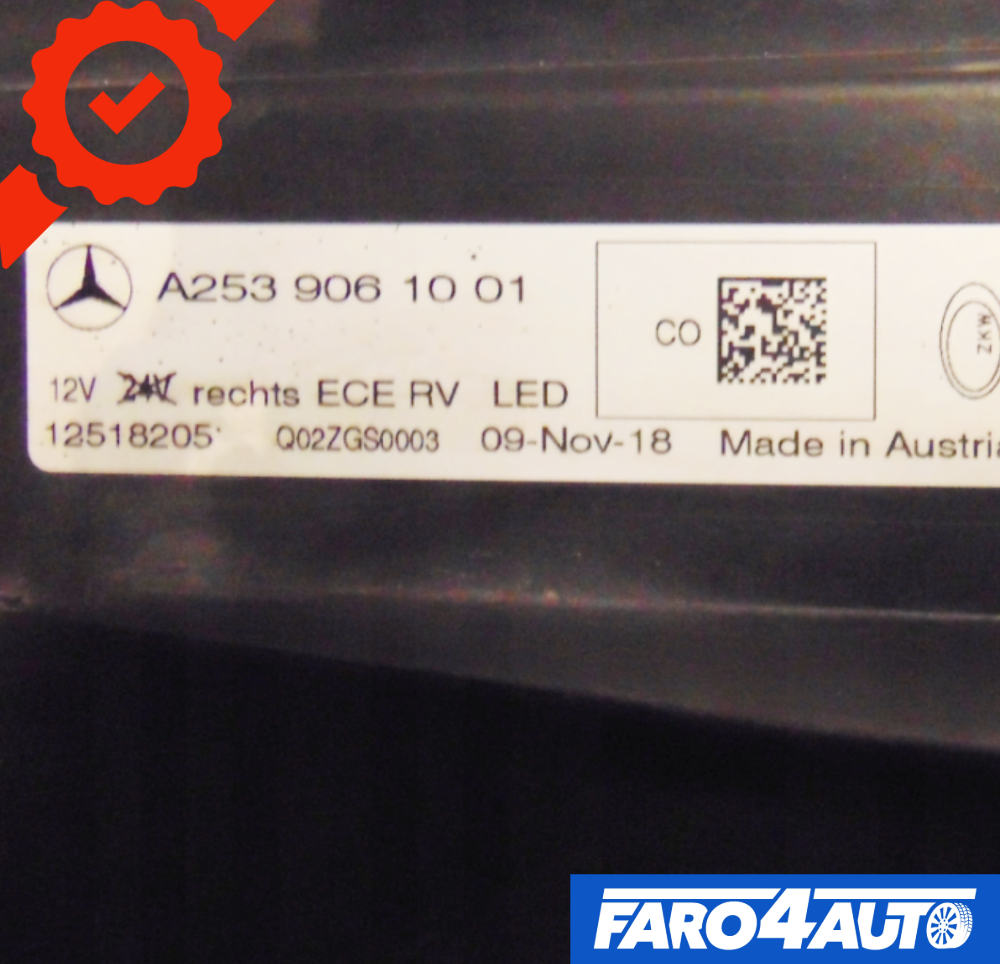 A253 906 10 01
CO
ZKW
12V 24V rechts ECE RV LED
12518205 Q02ZGS0003 09-Nov-18 Made in Austria
FARO4AUTO